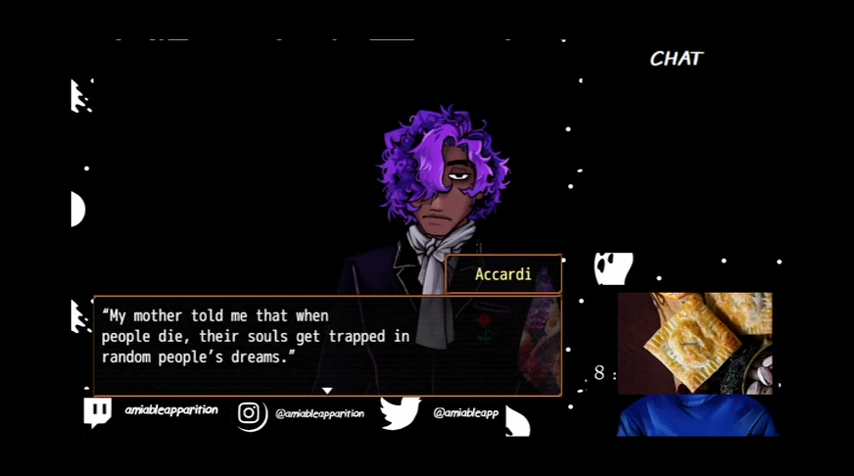 CHAT
Accardi
“My mother told me that when
people die, their souls get trapped in
random people’s dreams.”
8 :
amiableapparition
@amiableapparition
@amiableapp